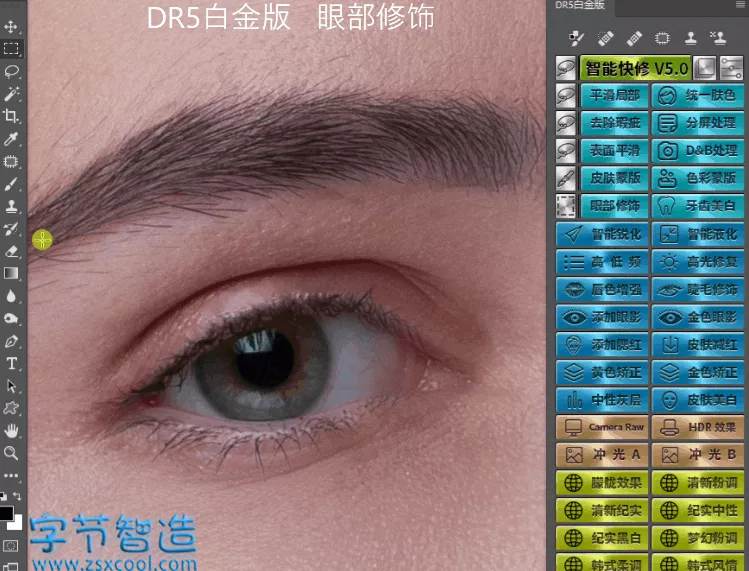 DR5白金版 眼部修饰
DR5白金版
智能快修 V5.0
平滑局部 统一肤色
去除瑕疵 分屏处理
表面平滑 D&B处理
皮肤蒙版 色彩蒙版
眼部修饰 牙齿美白
智能锐化 智能液化
高 低 频 高光修复
唇色增强 睫毛修饰
添加眼影 金色眼影
添加腮红 皮肤减红
黄色矫正 金色矫正
中性灰层 皮肤美白
Camera Raw HDR 效果
冲 光 A 冲 光 B
朦胧效果 清新粉调
清新纪实 纪实中性
纪实黑白 梦幻粉调
韩式柔调 韩式风情
字节智造
www.zsxcool.com